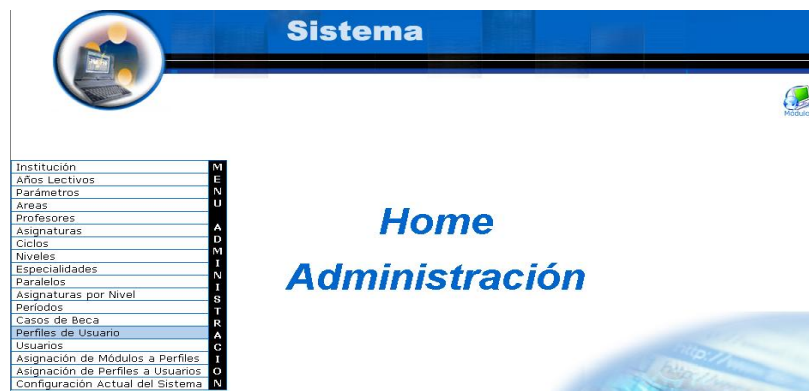 Sistema
Módulo
Institución
Años Lectivos
Parámetros
Areas
Profesores
Asignaturas
Ciclos
Niveles
Especialidades
Paralelos
Asignaturas por Nivel
Períodos
Casos de Beca
Perfiles de Usuario
Usuarios
Asignación de Módulos a Perfiles
Asignación de Perfiles a Usuarios
Configuración Actual del Sistema
MENU ADMINISTRACION
Home
Administración
http://